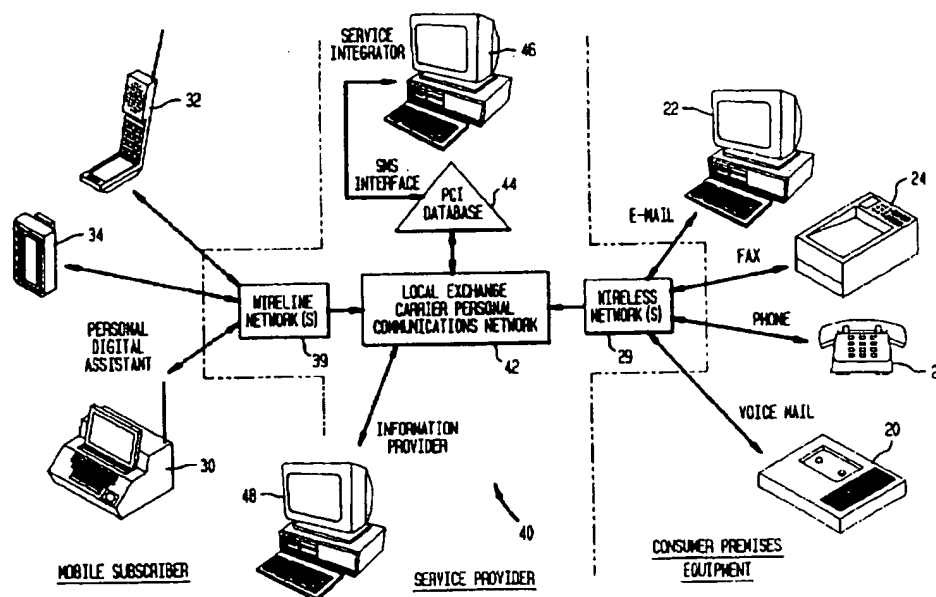 SERVICE
INTEGRATOR
46
32
22
SMS
INTERFACE
PCI
DATABASE
44
24
E-MAIL
34
FAX
WIRELINE
NETWORK(S)
LOCAL EXCHANGE
CARRIER PERSONAL
COMMUNICATIONS NETWORK
WIRELESS
NETWORK(S)
PHONE
PERSONAL
DIGITAL
ASSISTANT
39
42
29
2
VOICE MAIL
INFORMATION
PROVIDER
20
30
48
40
MOBILE SUBSCRIBER
SERVICE PROVIDER
CONSUMER PREMISES
EQUIPMENT